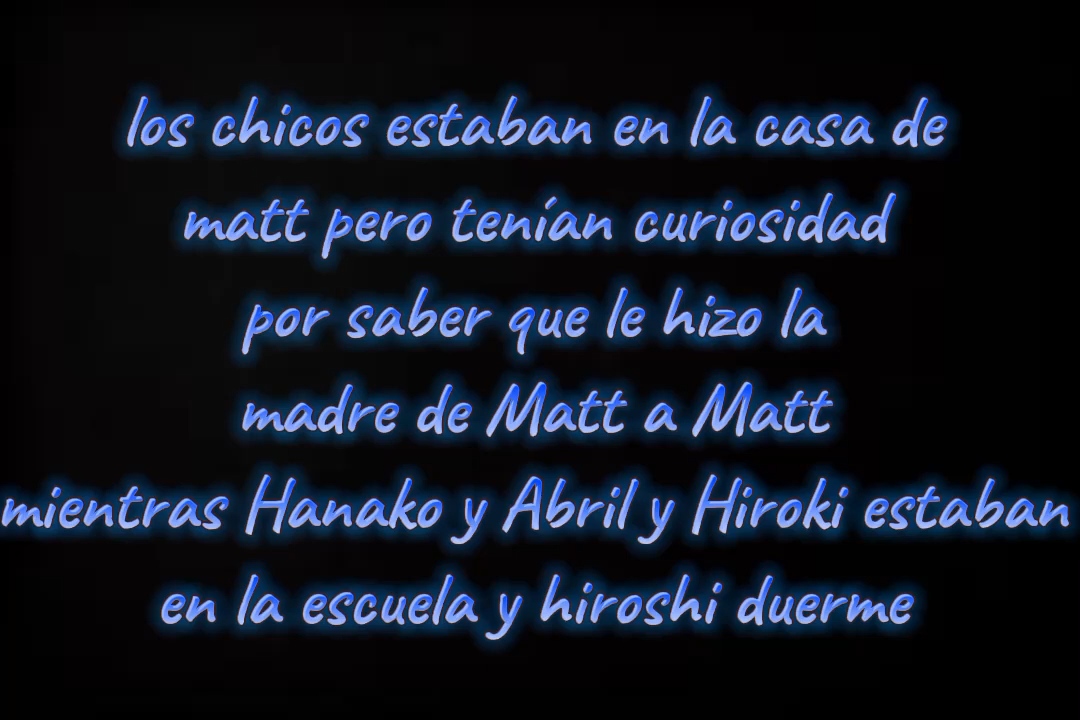 los chicos estaban en la casa de
matt pero tenían curiosidad
por saber que le hizo la
madre de Matt a Matt
mientras Hanako y Abril y Hiroki estaban
en la escuela y hiroshi duerme